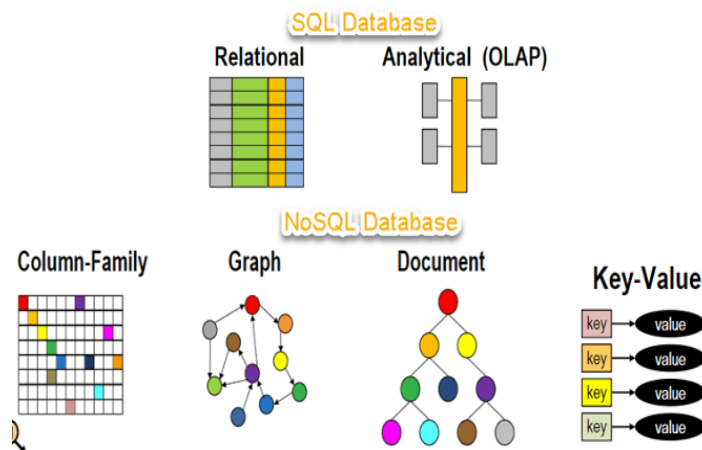 SQL Database
Relational
Analytical (OLAP)
NoSQL Database
Column-Family
Graph
Document
Key-Value
key value
key value
key value
key value